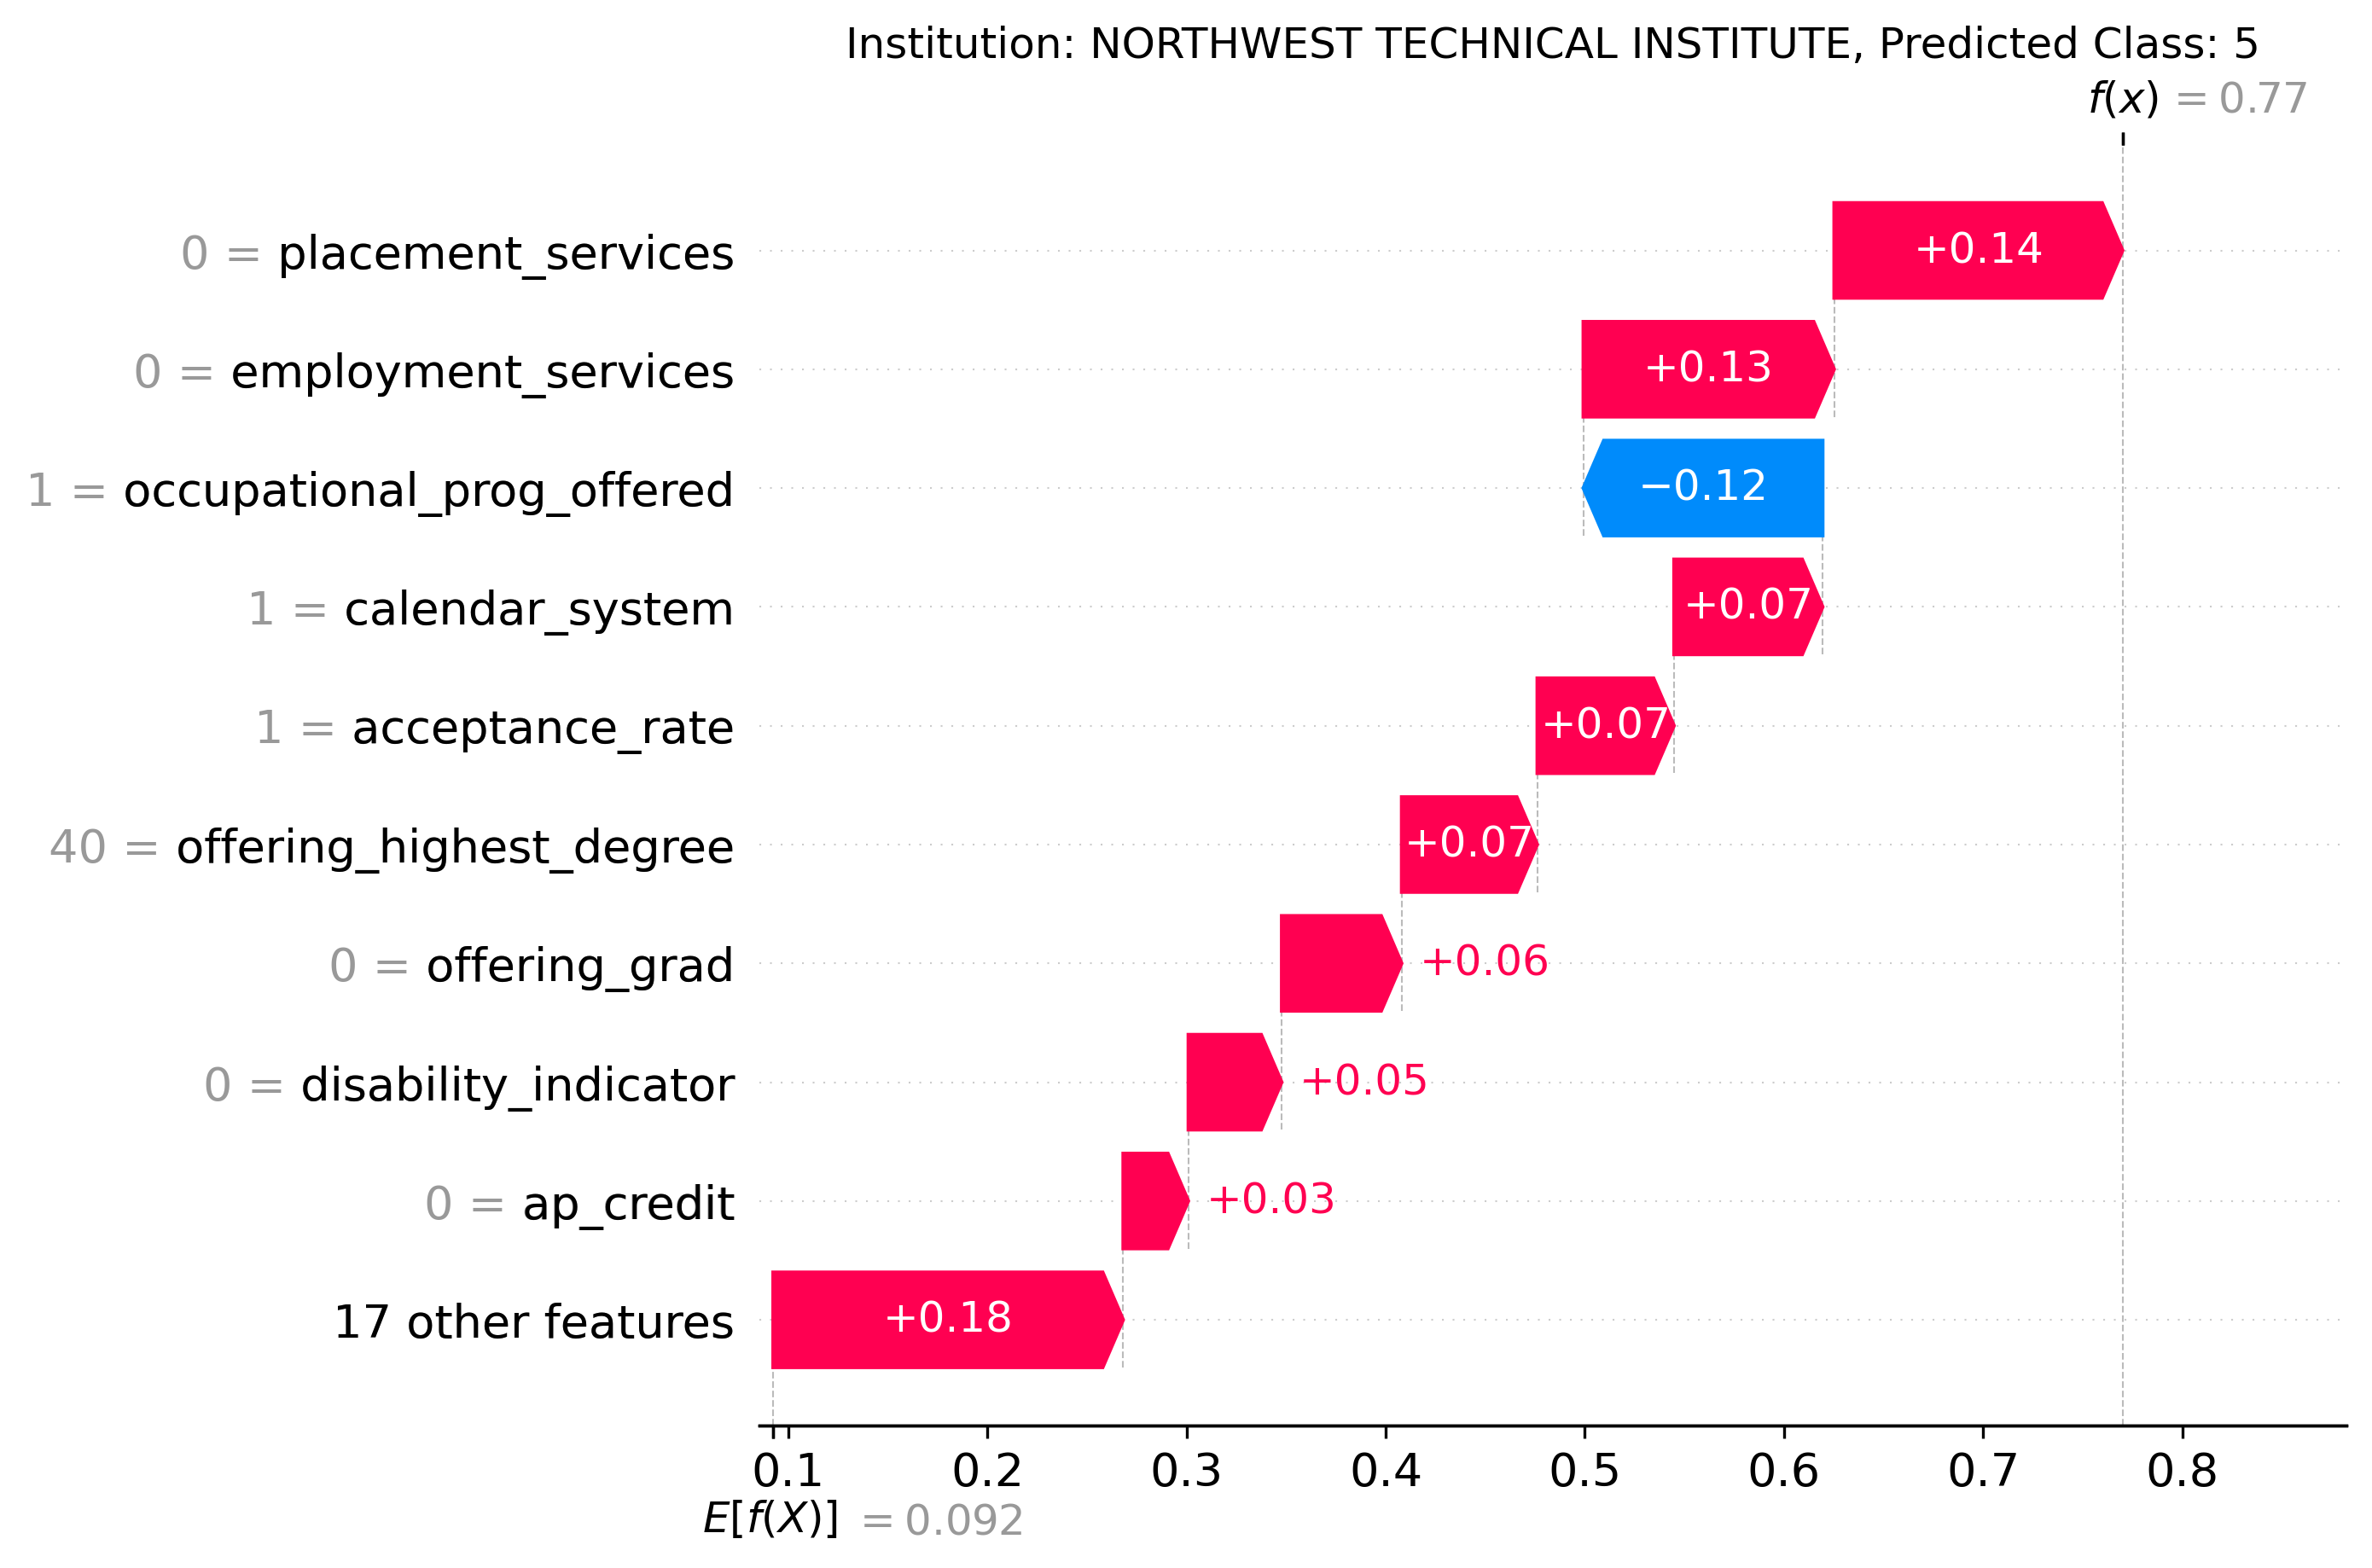 Institution: NORTHWEST TECHNICAL INSTITUTE, Predicted Class: 5
f(x) = 0.77
0 = placement_services +0.14
0 = employment_services +0.13
1 = occupational_prog_offered −0.12
1 = calendar_system +0.07
1 = acceptance_rate +0.07
40 = offering_highest_degree +0.07
0 = offering_grad +0.06
0 = disability_indicator +0.05
0 = ap_credit +0.03
17 other features +0.18
0.1 0.2 0.3 0.4 0.5 0.6 0.7 0.8
E[f(X)] = 0.092